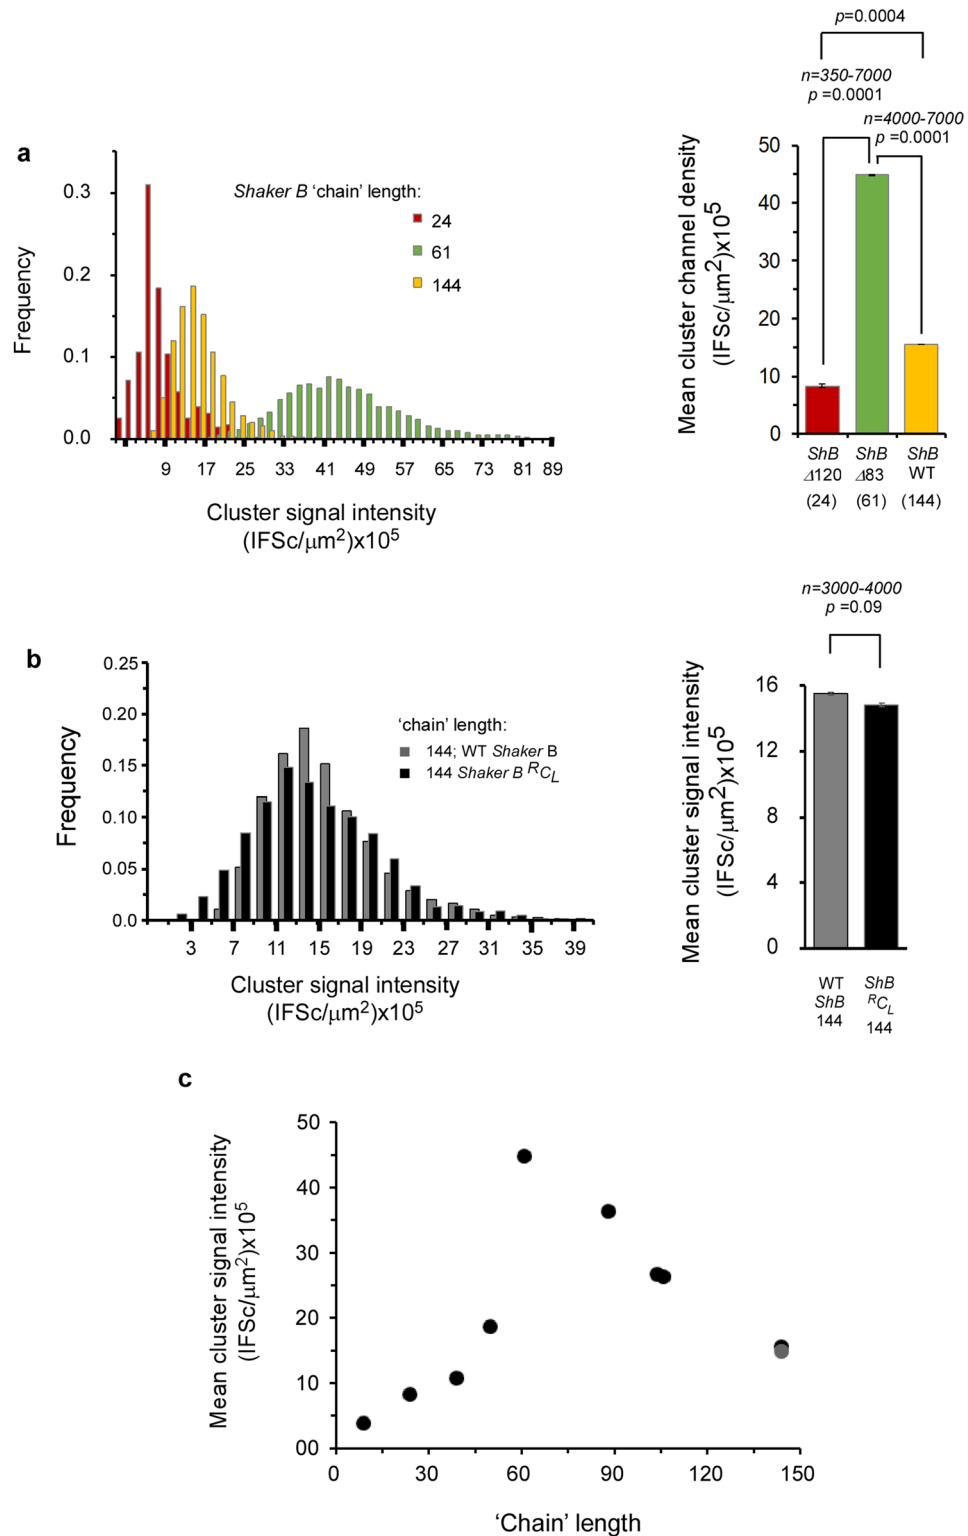 a
Shaker B 'chain' length:
24
61
144
Frequency
0.3
0.2
0.1
0.0
9 17 25 33 41 49 57 65 73 81 89
Cluster signal intensity
(IFSc/μm²)x10⁵
p=0.0004
n=350-7000
p =0.0001
n=4000-7000
p =0.0001
Mean cluster channel density
(IFSc/μm²)x10⁵
50
40
30
20
10
0
ShB ShB ShB
Δ120 Δ83 WT
(24) (61) (144)
b
'chain' length:
144; WT Shaker B
144 Shaker B ᴿC_L
Frequency
0.25
0.20
0.15
0.10
0.05
0.0
3 7 11 15 19 23 27 31 35 39
Cluster signal intensity
(IFSc/μm²)x10⁵
n=3000-4000
p =0.09
Mean cluster signal intensity
(IFSc/μm²)x10⁵
16
12
8
4
0
WT ShB
ShB ᴿC_L
144 144
c
Mean cluster signal intensity
(IFSc/μm²)x10⁵
50
40
30
20
10
00
0 30 60 90 120 150
'Chain' length